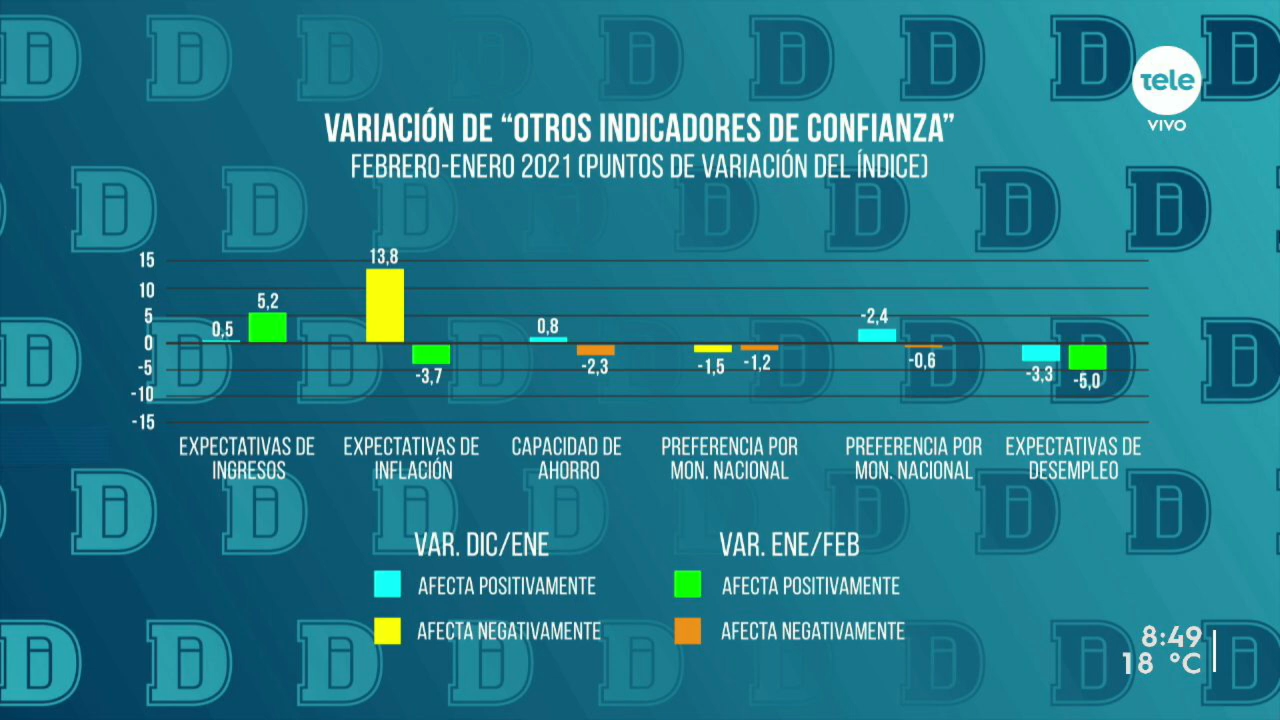 tele
VIVO
VARIACIÓN DE “OTROS INDICADORES DE CONFIANZA”
FEBRERO-ENERO 2021 (PUNTOS DE VARIACIÓN DEL ÍNDICE)
15
10
5
0
-5
-10
-15
0,5
5,2
13,8
-3,7
0,8
-2,3
-1,5
-1,2
-2,4
-0,6
-3,3
-5,0
EXPECTATIVAS DE
INGRESOS
EXPECTATIVAS DE
INFLACIÓN
CAPACIDAD DE
AHORRO
PREFERENCIA POR
MON. NACIONAL
PREFERENCIA POR
MON. NACIONAL
EXPECTATIVAS DE
DESEMPLEO
VAR. DIC/ENE
AFECTA POSITIVAMENTE
AFECTA NEGATIVAMENTE
VAR. ENE/FEB
AFECTA POSITIVAMENTE
AFECTA NEGATIVAMENTE
8:49
18 °C